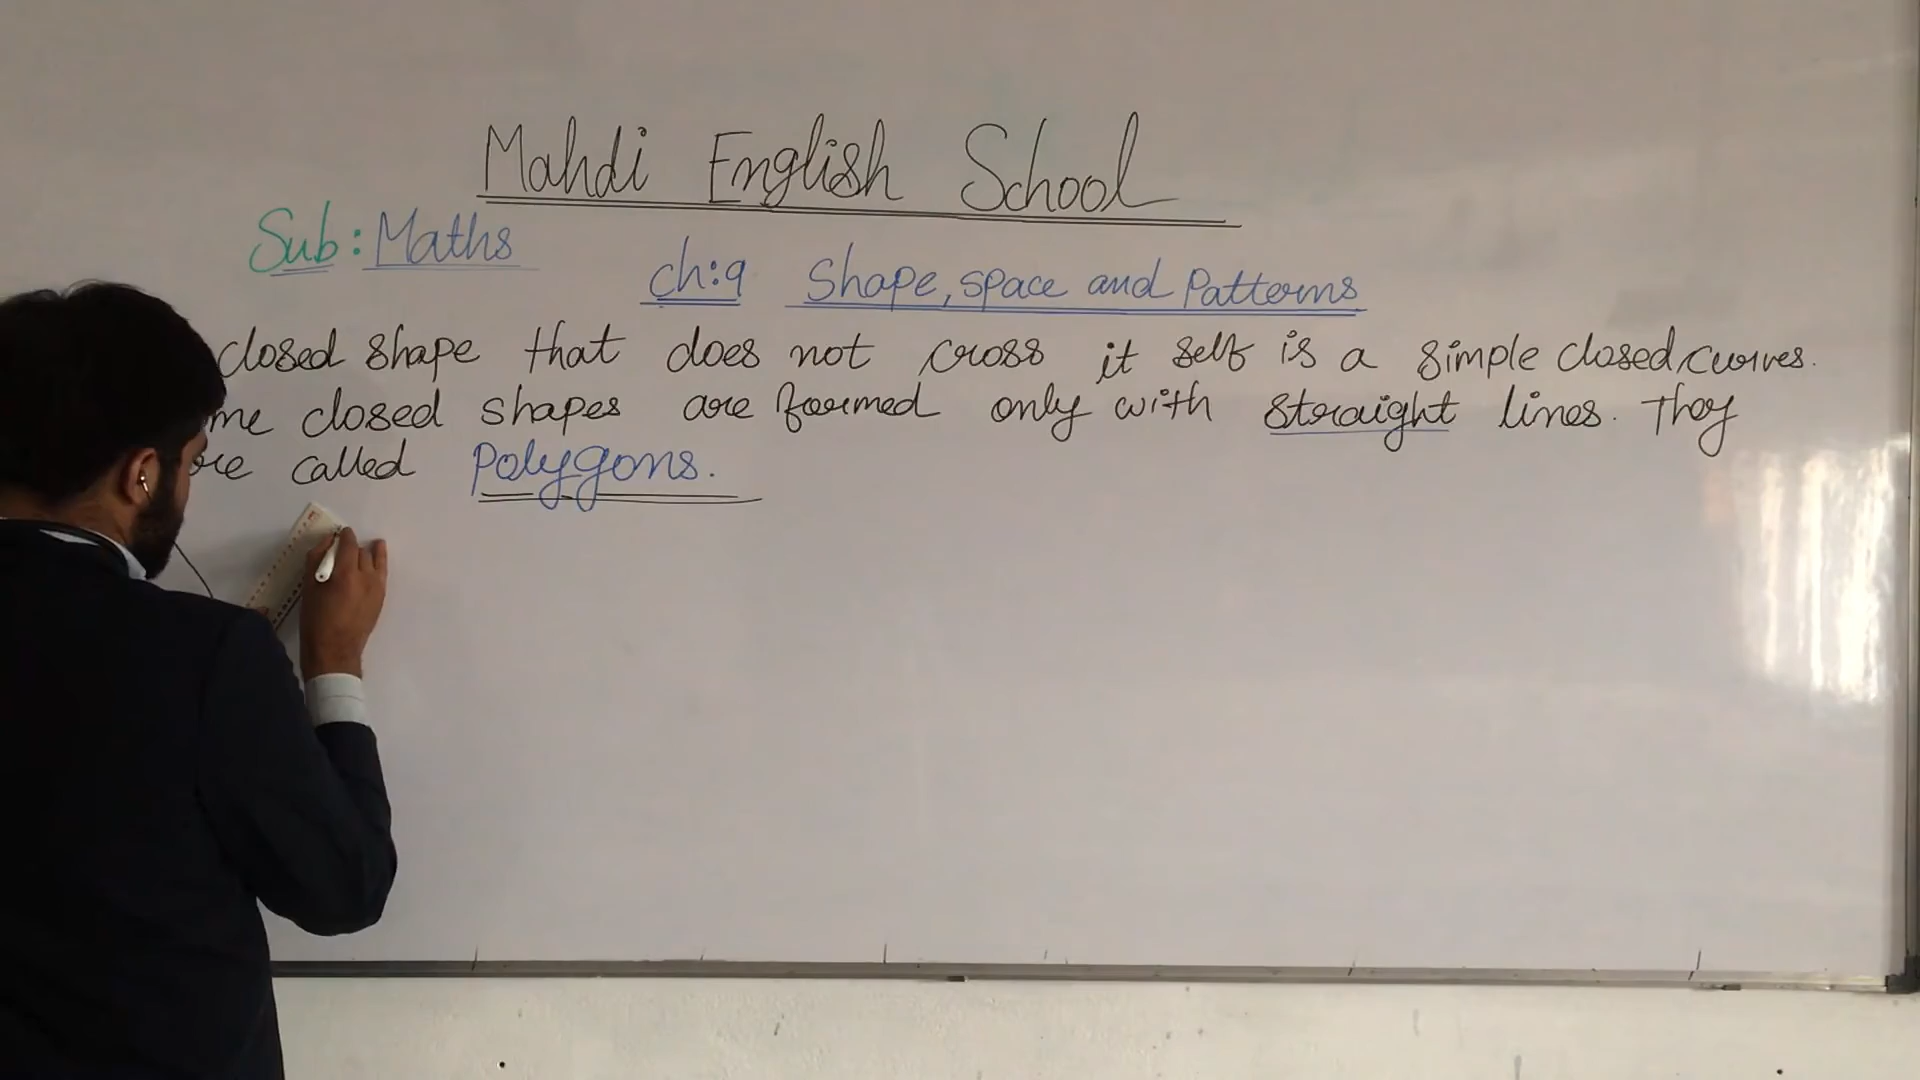 Mahdi English School
Sub: Maths
ch:9 Shape, space and Patterns
closed shape that does not cross it self is a simple closed curves.
me closed shapes are formed only with straight lines. They
re called Polygons.